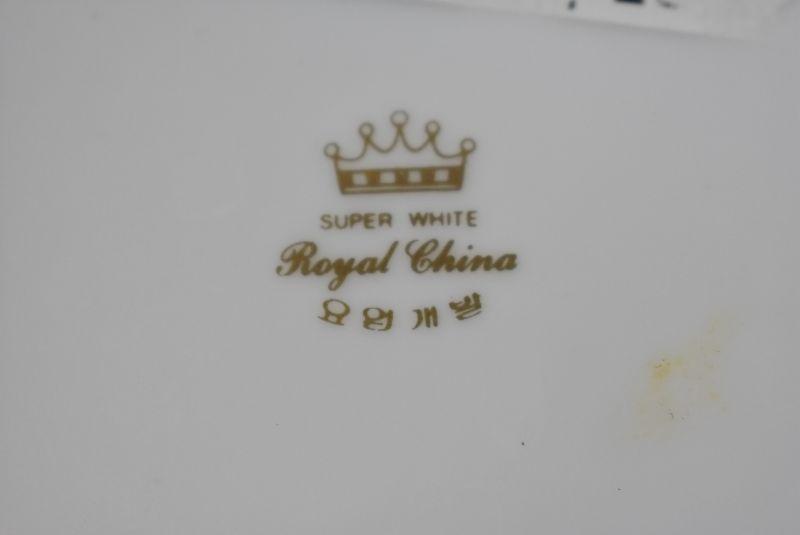 SUPER WHITE
Royal China
요업개발